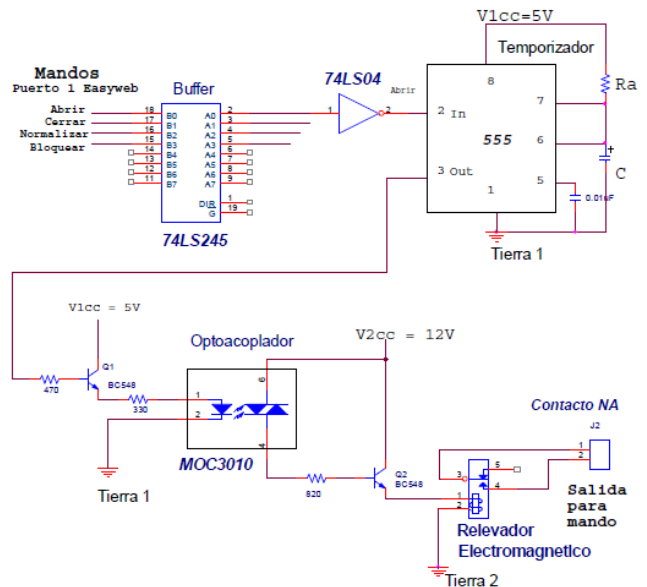 V1cc=5V
Temporizador
Mandos
Puerto 1 Easyweb
Buffer
74LS04
Abrir
Cerrar
Normalizar
Bloquear
18 B0 A0 2
17 B1 A1 3
16 B2 A2 4
15 B3 A3 5
14 B4 A4 6
13 B5 A5 7
12 B6 A6 8
11 B7 A7 9
DIR 1
G 19
74LS245
1 2
Abrir
2 In
3 Out
8
555
1
7
6
5
Ra
+
C
0.01uF
Tierra 1
V1cc = 5V
Q1
BC548
470
330
Optoacoplador
1
2
6
4
MOC3010
Tierra 1
V2cc = 12V
820
Q2
BC548
Contacto NA
J2
1
2
3
5
4
1
2
Salida
para
mando
Relevador
Electromagnetico
Tierra 2